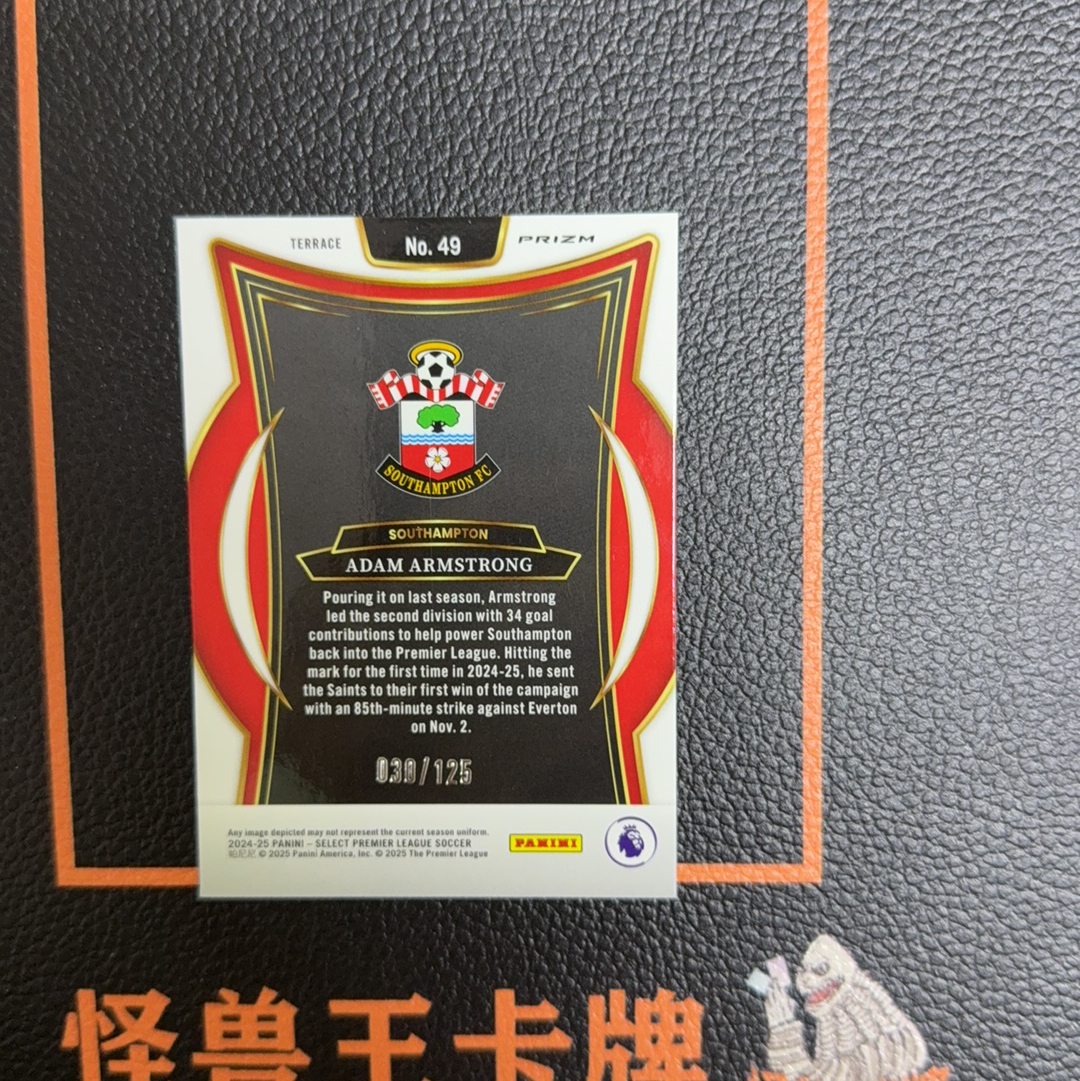 TERRACE
No. 49
PRIZM
SOUTHAMPTON FC
SOUTHAMPTON
ADAM ARMSTRONG
Pouring it on last season, Armstrong
led the second division with 34 goal
contributions to help power Southampton
back into the Premier League. Hitting the
mark for the first time in 2024-25, he sent
the Saints to their first win of the campaign
with an 85th-minute strike against Everton
on Nov. 2.
030/125
Any image depicted may not represent the current season uniform.
2024-25 PANINI – SELECT PREMIER LEAGUE SOCCER
帕尼尼 © 2025 Panini America, Inc. © 2025 The Premier League
PANINI
怪兽王卡牌